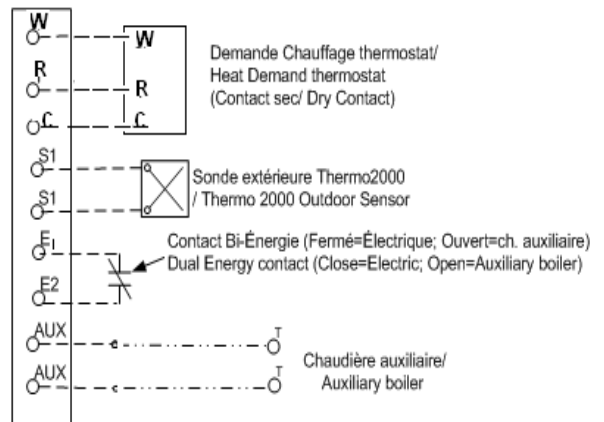 W
W
Demande Chauffage thermostat/
Heat Demand thermostat
(Contact sec/ Dry Contact)
R
R
C
C
S1
Sonde extérieure Thermo2000
/ Thermo 2000 Outdoor Sensor
S1
E1
Contact Bi-Énergie (Fermé=Électrique; Ouvert=ch. auxiliaire)
Dual Energy contact (Close=Electric; Open=Auxiliary boiler)
E2
AUX
T
Chaudière auxiliaire/
Auxiliary boiler
AUX
T